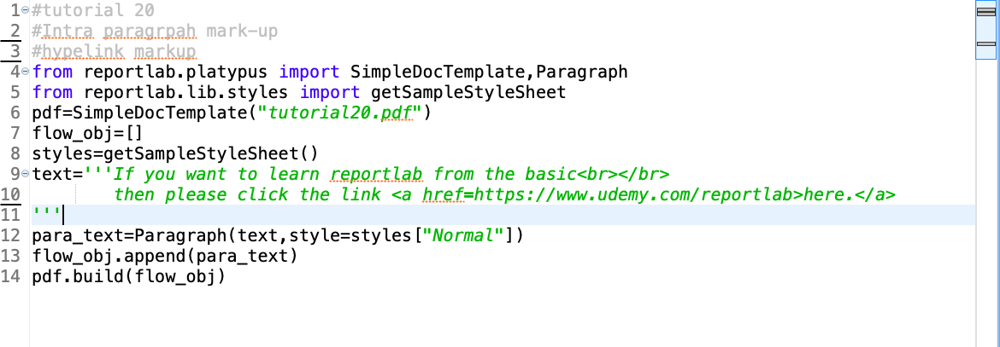 1 #tutorial 20
2 #Intra paragrpah mark-up
3 #hypelink markup
4 from reportlab.platypus import SimpleDocTemplate,Paragraph
5 from reportlab.lib.styles import getSampleStyleSheet
6 pdf=SimpleDocTemplate("tutorial20.pdf")
7 flow_obj=[]
8 styles=getSampleStyleSheet()
9 text='''If you want to learn reportlab from the basic<br></br>
10         then please click the link <a href=https://www.udemy.com/reportlab>here.</a>
11 '''
12 para_text=Paragraph(text,style=styles["Normal"])
13 flow_obj.append(para_text)
14 pdf.build(flow_obj)